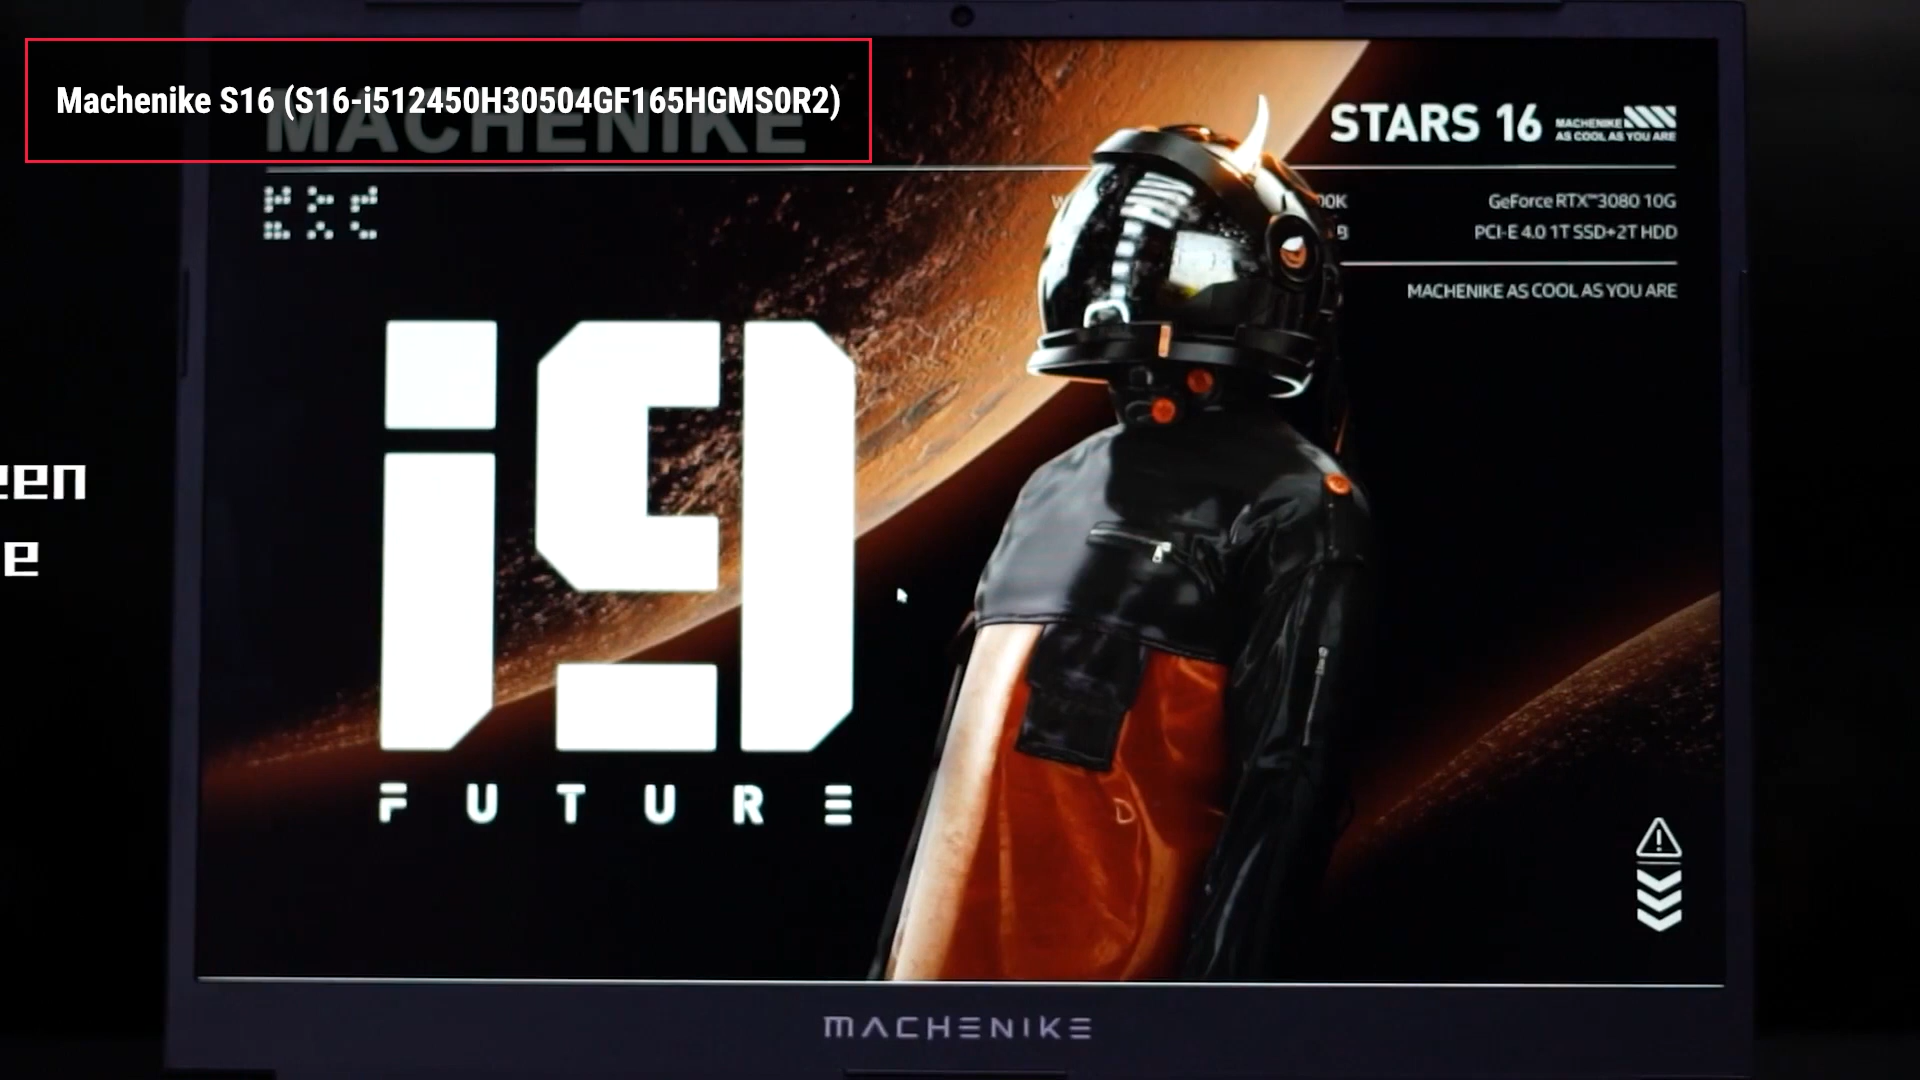 Machenike S16 (S16-i512450H30504GF165HGMS0R2)
MACHENIKE
STARS 16
MACHENIKE
AS COOL AS YOU ARE
GeForce RTX™3080 10G
PCI-E 4.0 1T SSD+2T HDD
MACHENIKE AS COOL AS YOU ARE
i9
FUTURE
MACHENIKE